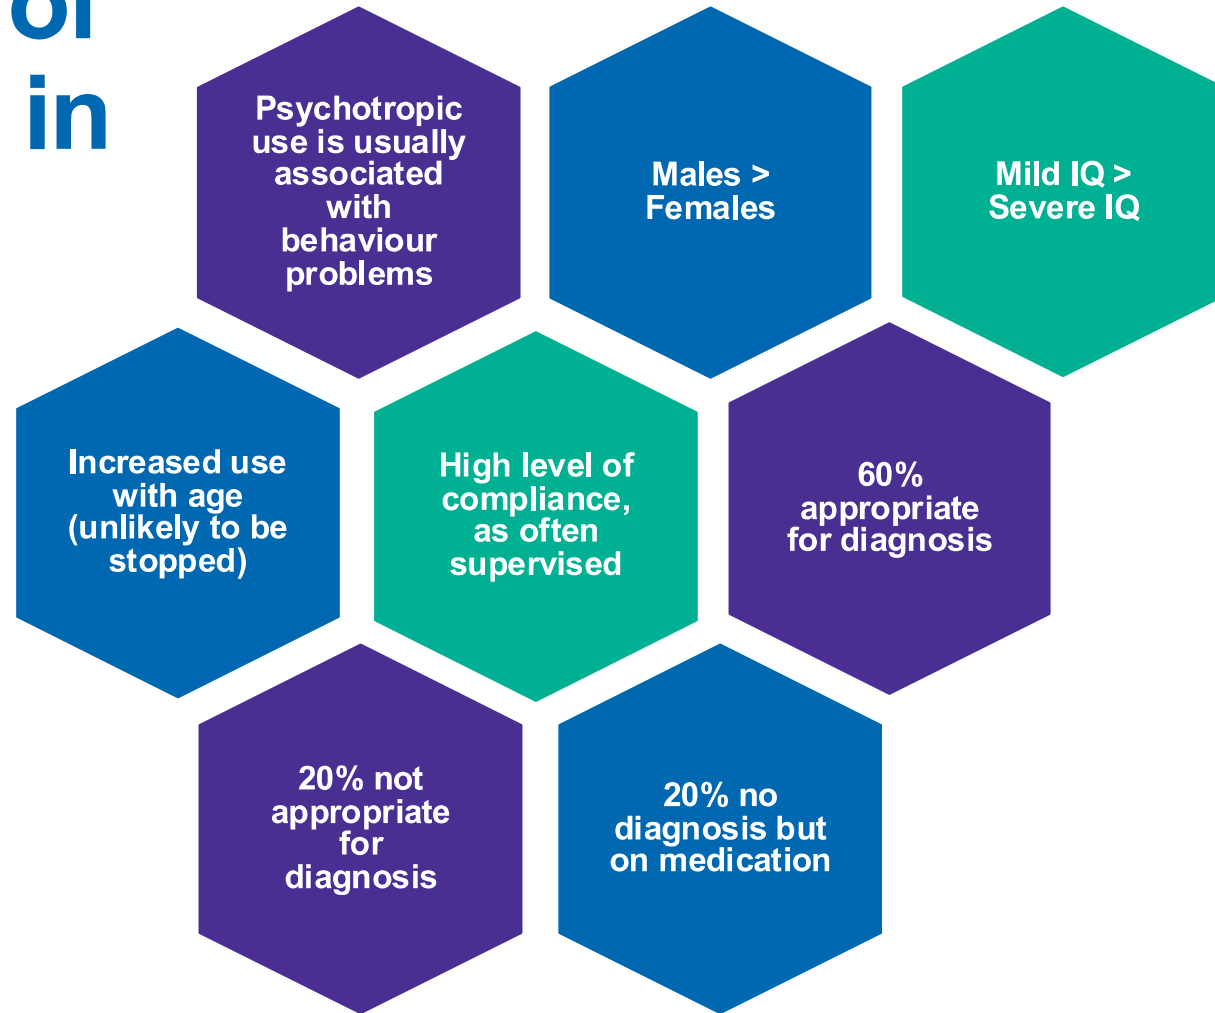 of
in
Psychotropic
use is usually
associated
with
behaviour
problems
Males >
Females
Mild IQ >
Severe IQ
Increased use
with age
(unlikely to be
stopped)
High level of
compliance,
as often
supervised
60%
appropriate
for diagnosis
20% not
appropriate
for
diagnosis
20% no
diagnosis but
on medication